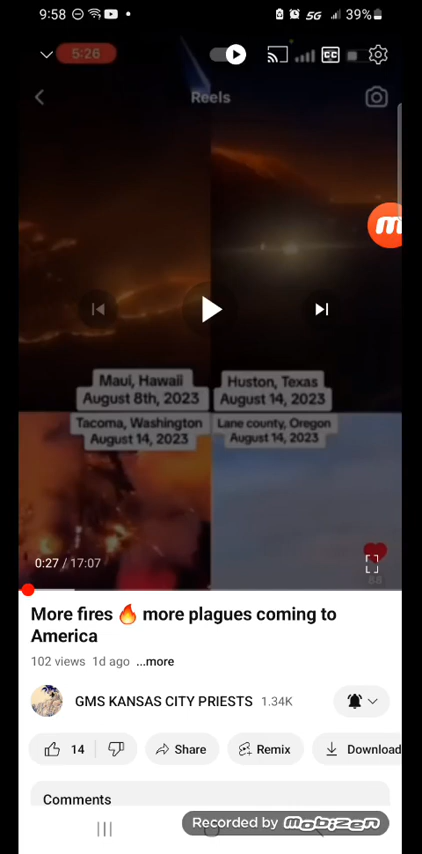 9:58
5G
39%
5:26
CC
Reels
m
Maui, Hawaii
August 8th, 2023
Huston, Texas
August 14, 2023
Tacoma, Washington
August 14, 2023
Lane county, Oregon
August 14, 2023
0:27 / 17:07
88
More fires 🔥 more plagues coming to
America
102 views 1d ago ...more
GMS KANSAS CITY PRIESTS 1.34K
14
Share
Remix
Download
Comments
Recorded by mobizen